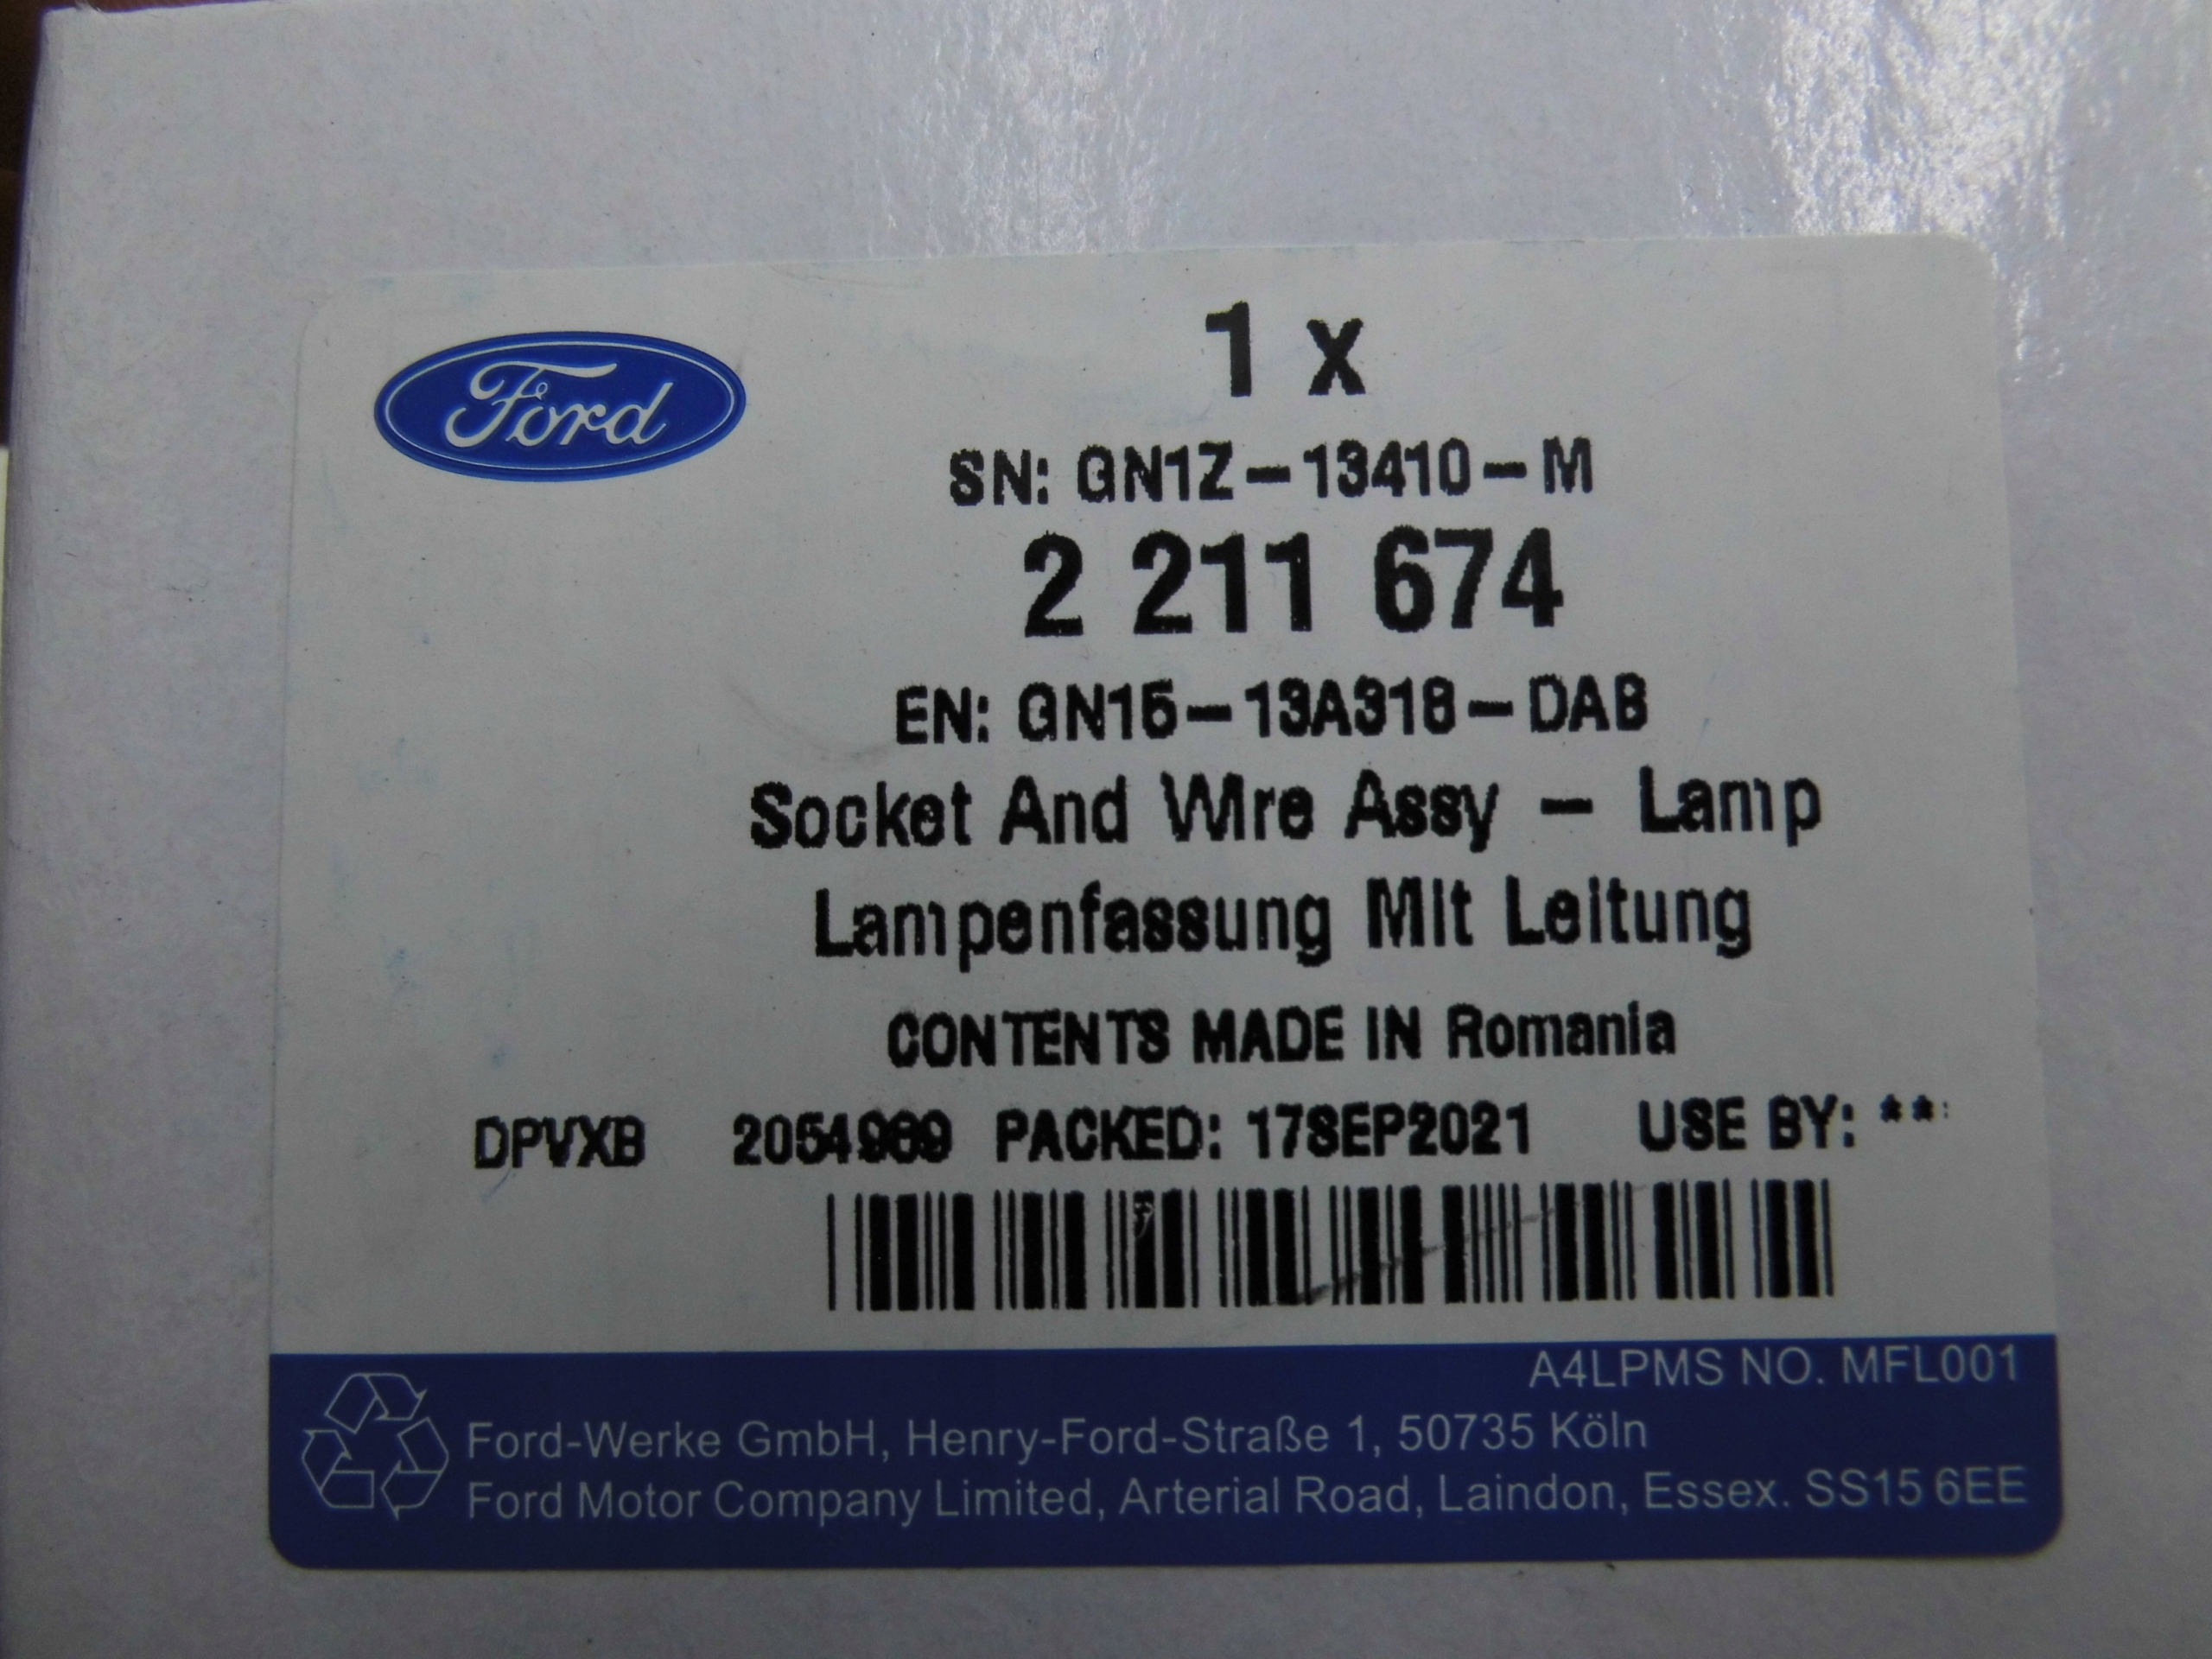 Ford
1 x
SN: GN1Z-13410-M
2 211 674
EN: GN15-13A318-DAB
Socket And Wire Assy - Lamp
Lampenfassung Mit Leitung
CONTENTS MADE IN Romania
DPVXB PACKED: 17SEP2021 USE BY: **
A4LPMS NO. MFL001
Ford-Werke GmbH, Henry-Ford-Straße 1, 50735 Köln
Ford Motor Company Limited, Arterial Road, Laindon, Essex. SS15 6EE